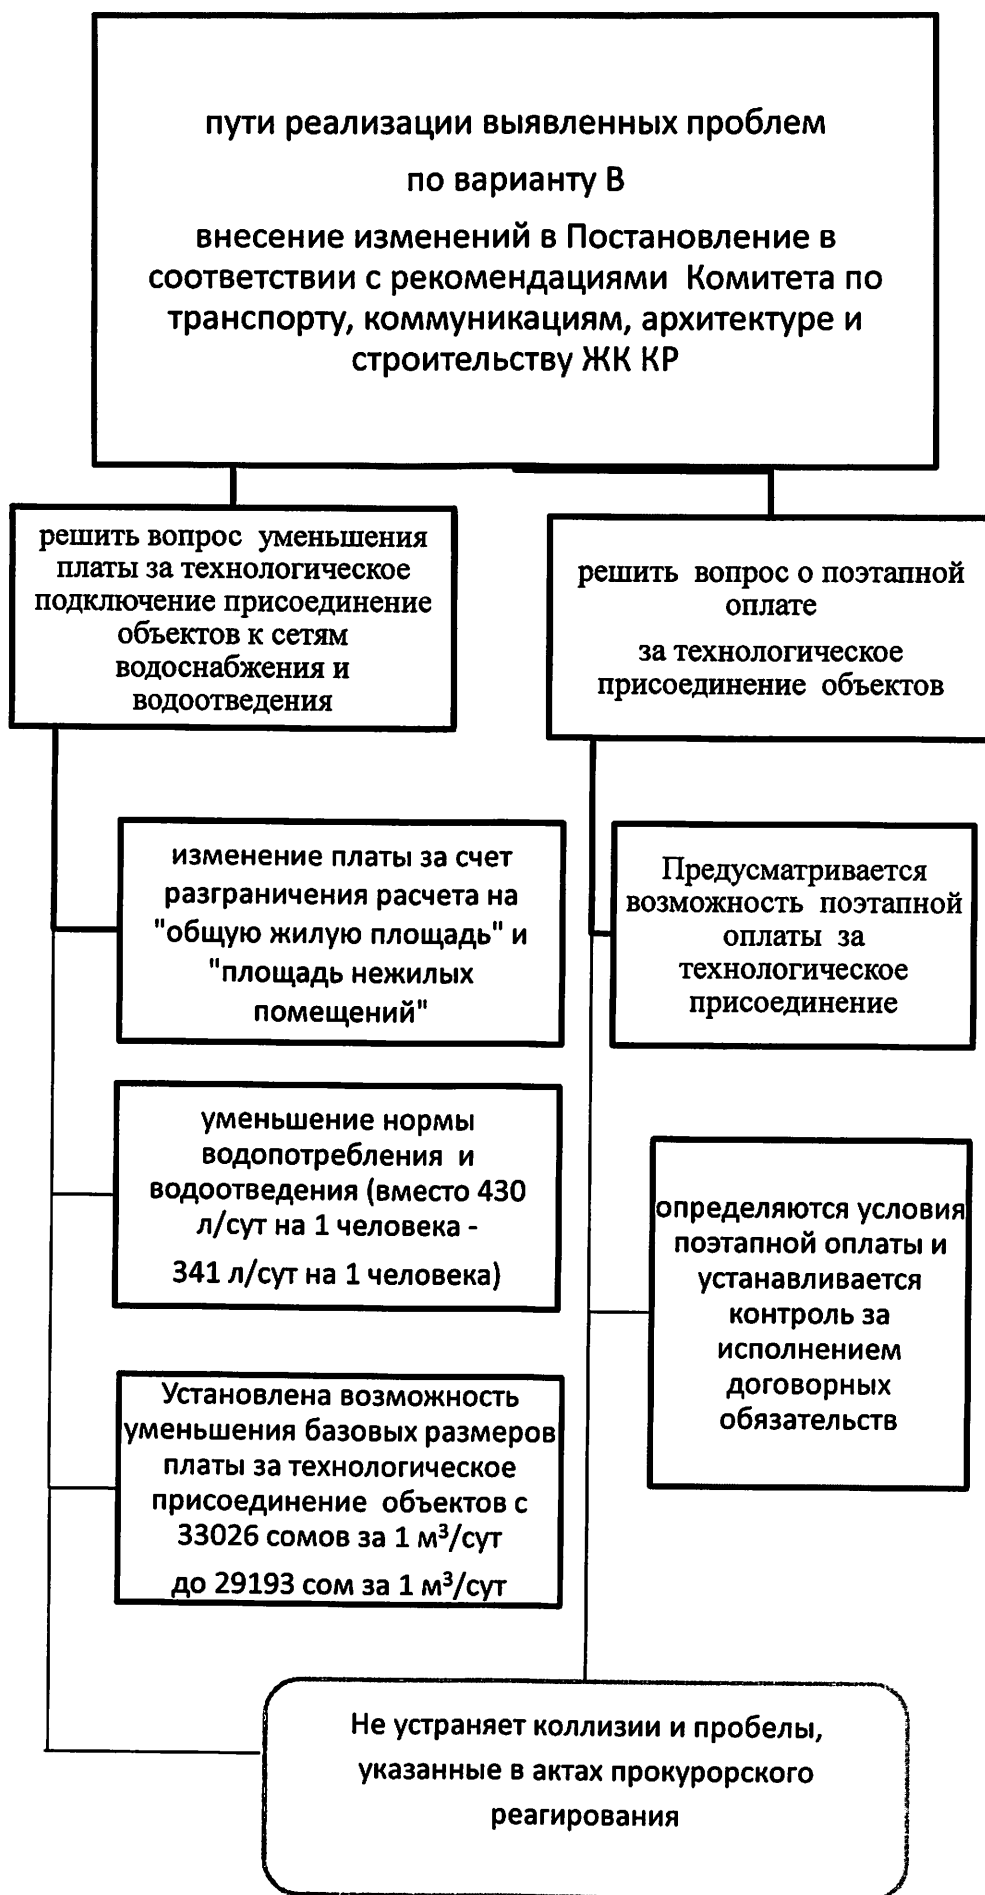 пути реализации выявленных проблем
по варианту В
внесение изменений в Постановление в
соответствии с рекомендациями Комитета по
транспорту, коммуникациям, архитектуре и
строительству ЖК КР
решить вопрос уменьшения
платы за технологическое
подключение присоединение
объектов к сетям
водоснабжения и
водоотведения
решить вопрос о поэтапной
оплате
за технологическое
присоединение объектов
изменение платы за счет
разграничения расчета на
"общую жилую площадь" и
"площадь нежилых
помещений"
Предусматривается
возможность поэтапной
оплаты за
технологическое
присоединение
уменьшение нормы
водопотребления и
водоотведения (вместо 430
л/сут на 1 человека -
341 л/сут на 1 человека)
определяются условия
поэтапной оплаты и
устанавливается
контроль за
исполнением
договорных
обязательств
Установлена возможность
уменьшения базовых размеров
платы за технологическое
присоединение объектов с
33026 сомов за 1 м³/сут
до 29193 сом за 1 м³/сут
Не устраняет коллизии и пробелы,
указанные в актах прокурорского
реагирования